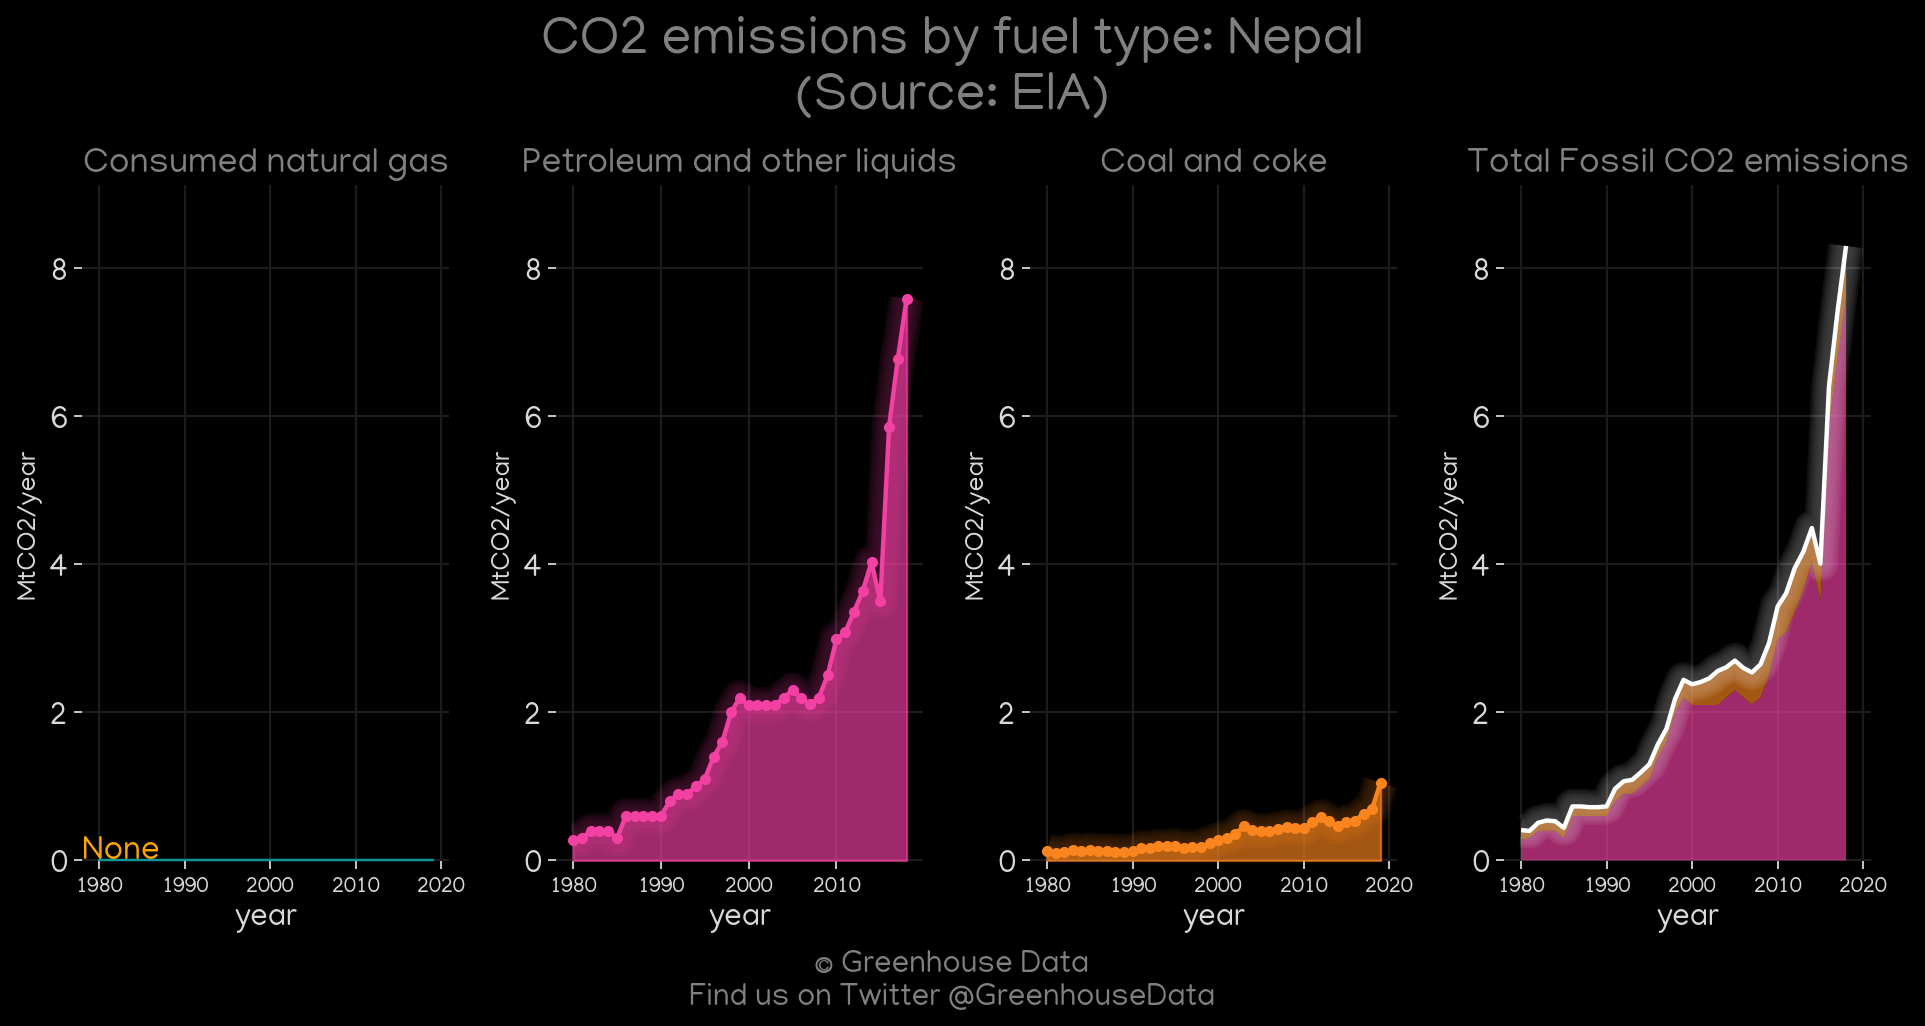 CO2 emissions by fuel type: Nepal
(Source: EIA)
Consumed natural gas
MtCO2/year
8
6
4
2
0
None
1980 1990 2000 2010 2020
year
Petroleum and other liquids
MtCO2/year
8
6
4
2
0
1980 1990 2000 2010
year
Coal and coke
MtCO2/year
8
6
4
2
0
1980 1990 2000 2010 2020
year
Total Fossil CO2 emissions
MtCO2/year
8
6
4
2
0
1980 1990 2000 2010 2020
year
© Greenhouse Data
Find us on Twitter @GreenhouseData